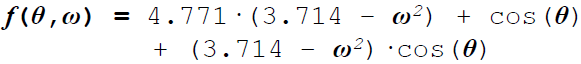 f(θ,ω) = 4.771·(3.714 - ω²) + cos(θ)
+ (3.714 - ω²)·cos(θ)